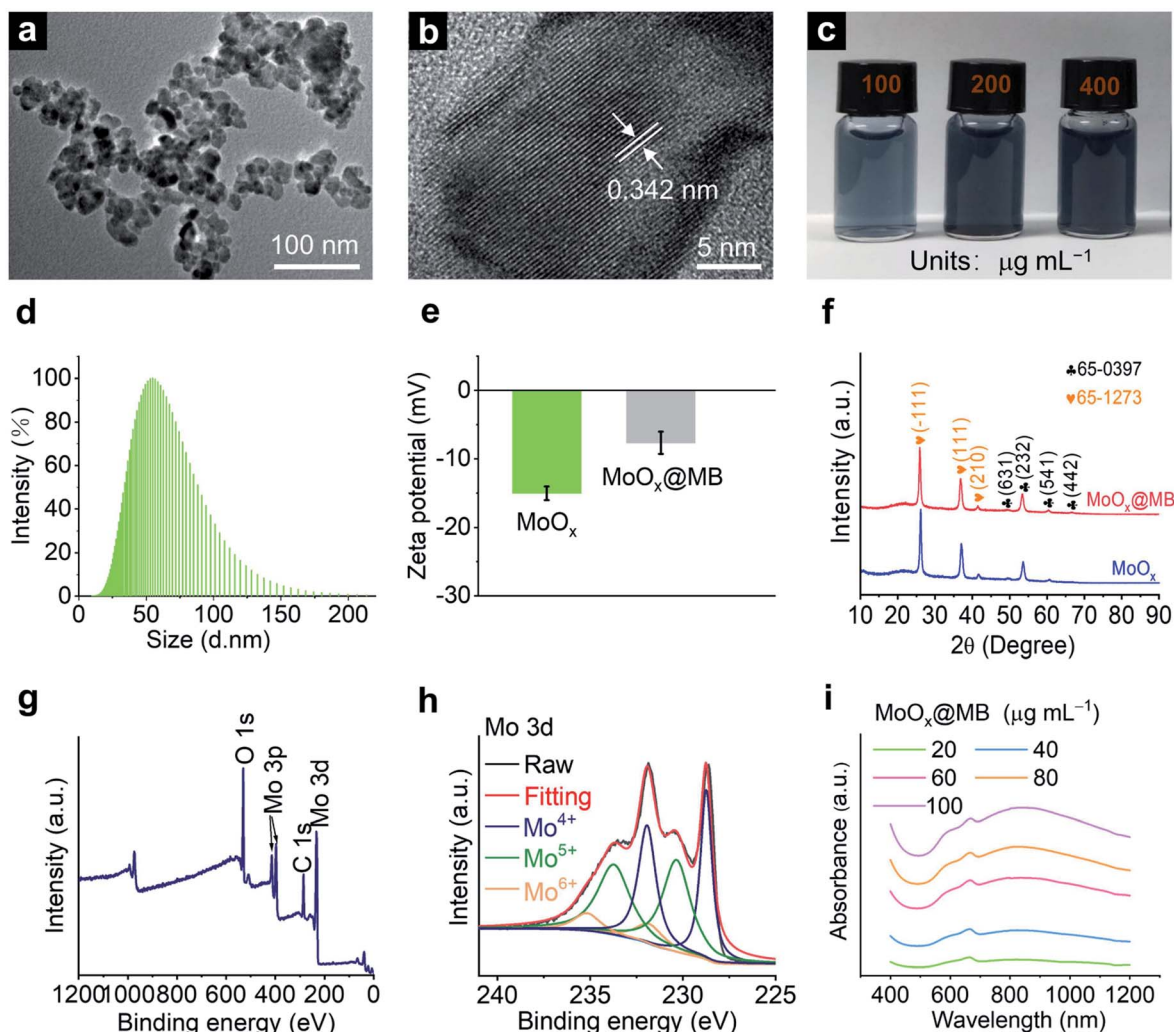 a
100 nm
b
0.342 nm
5 nm
c
100
200
400
Units: μg mL⁻¹
d
Intensity (%)
100
80
60
40
20
0
0
50
100
150
200
Size (d.nm)
e
Zeta potential (mV)
0
-10
-20
-30
MoOₓ
MoOₓ@MB
f
Intensity (a.u.)
♣65-0397
♥65-1273
♥(-111)
♥(111)
♥(210)
♣(631)
♣(232)
♣(541)
♣(442)
MoOₓ@MB
MoOₓ
10 20 30 40 50 60 70 80 90
2θ (Degree)
g
Intensity (a.u.)
O 1s
Mo 3p
C 1s
Mo 3d
1200 1000 800 600 400 200 0
Binding energy (eV)
h
Mo 3d
Raw
Fitting
Mo⁴⁺
Mo⁵⁺
Mo⁶⁺
Intensity (a.u.)
240 237 234 231 228 225
Binding energy (eV)
i
MoOₓ@MB (μg mL⁻¹)
20
40
60
80
100
Absorbance (a.u.)
400 600 800 1000 1200
Wavelength (nm)